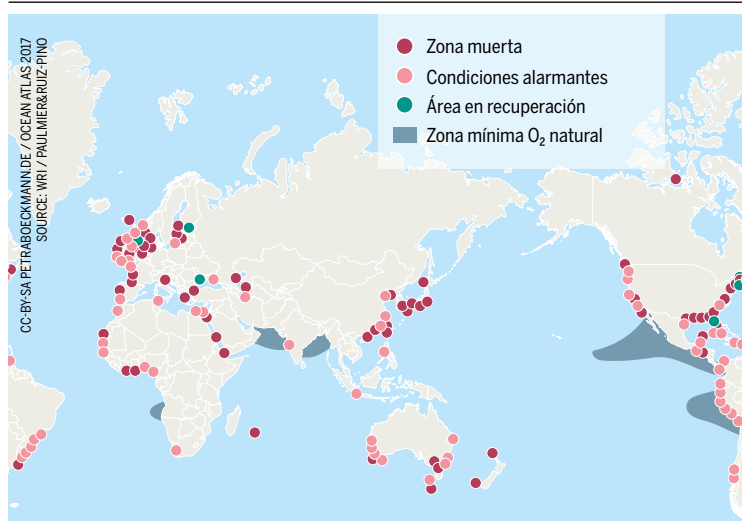 CC-BY-SA PETRABOECKMANN.DE / OCEAN ATLAS 2017
SOURCE: WRI / PAULMIER&RUIZ-PINO
Zona muerta
Condiciones alarmantes
Área en recuperación
Zona mínima O₂ natural